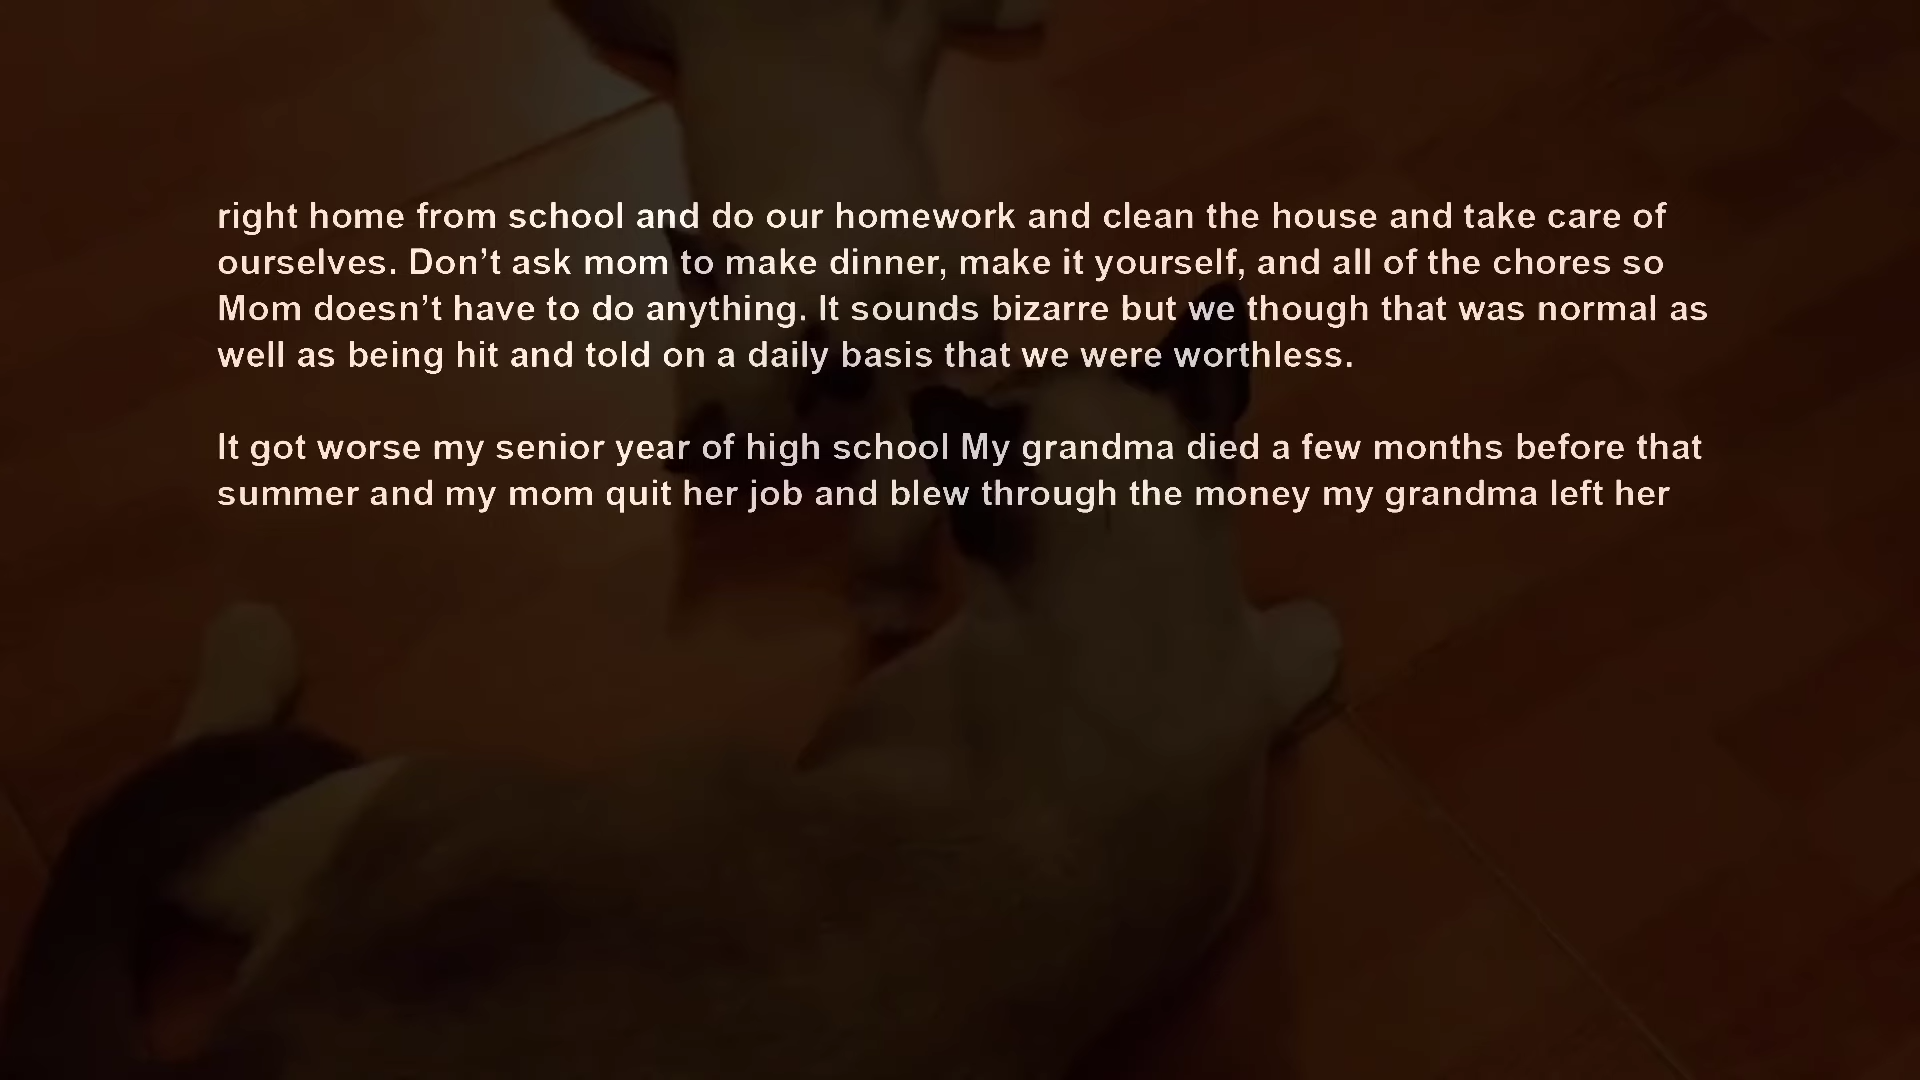 right home from school and do our homework and clean the house and take care of
ourselves. Don’t ask mom to make dinner, make it yourself, and all of the chores so
Mom doesn’t have to do anything. It sounds bizarre but we though that was normal as
well as being hit and told on a daily basis that we were worthless.
It got worse my senior year of high school My grandma died a few months before that
summer and my mom quit her job and blew through the money my grandma left her